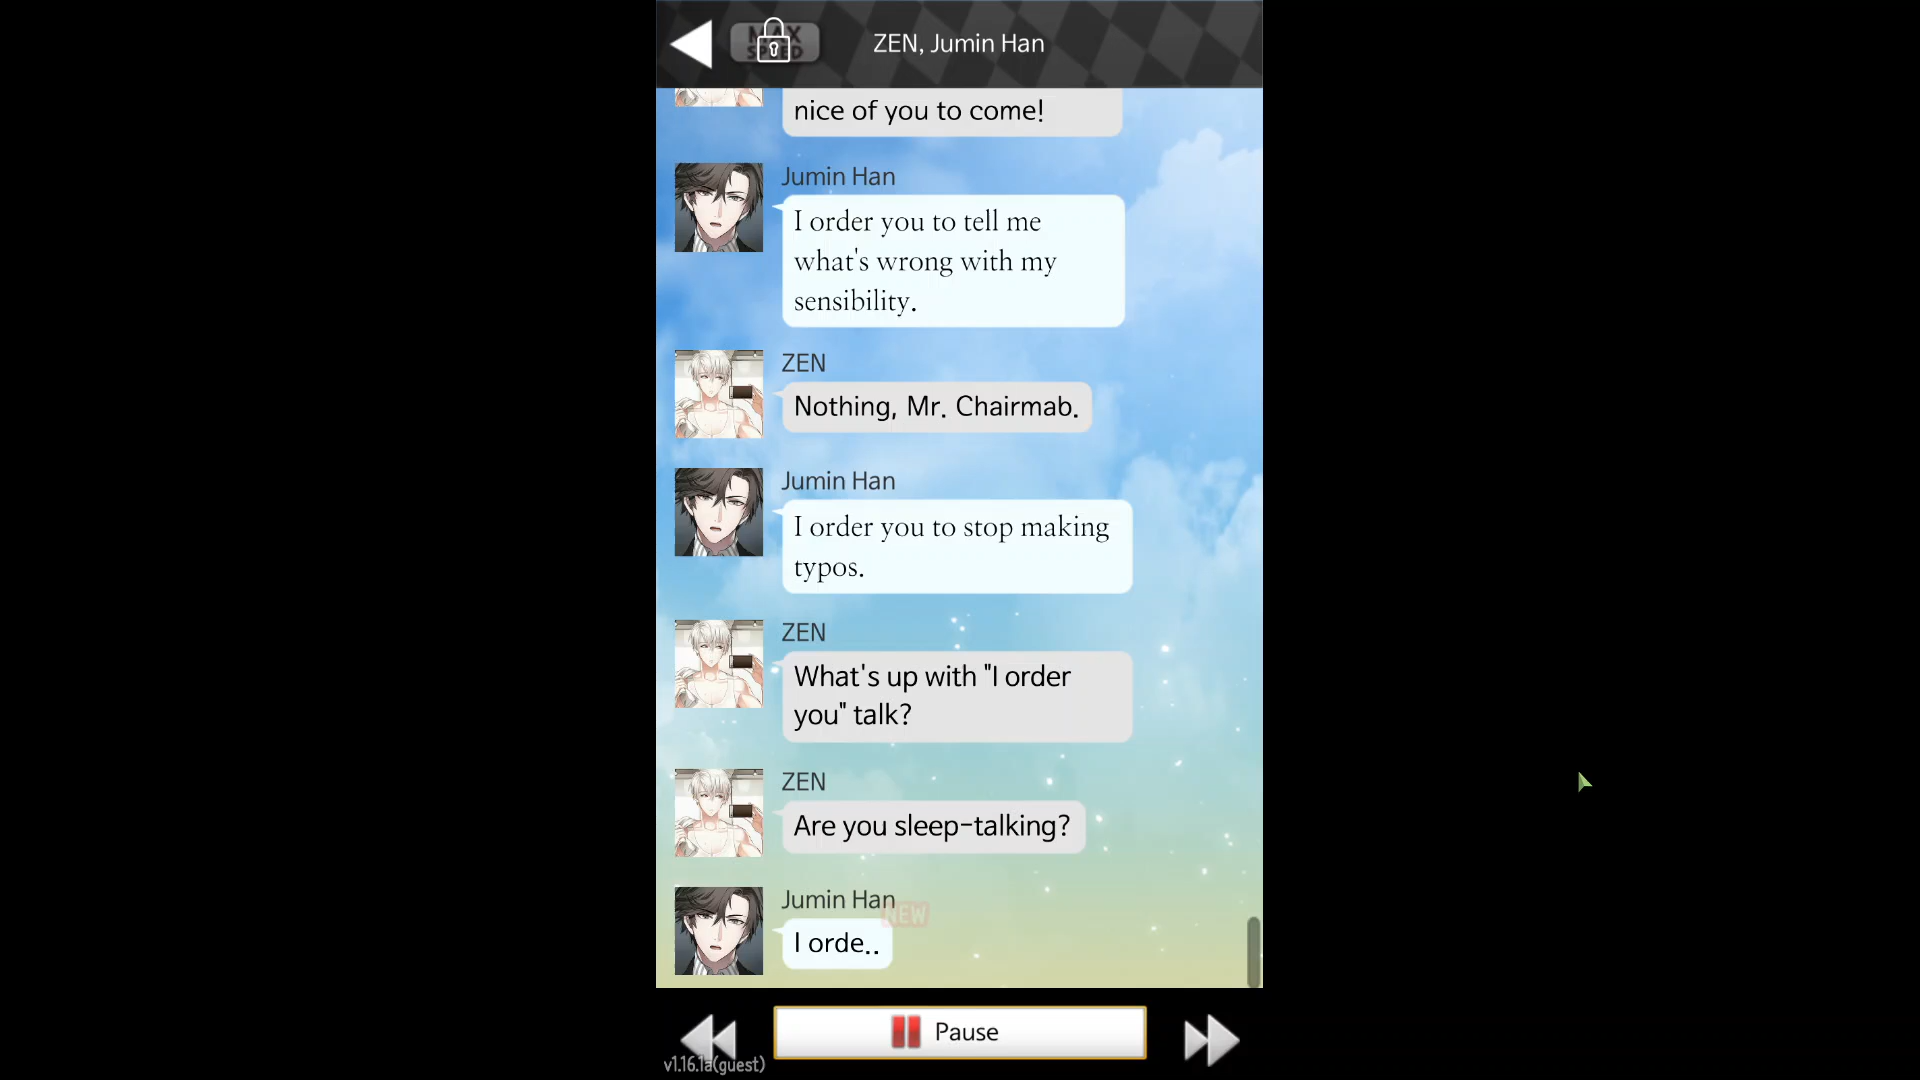 MAX
SPEED
ZEN, Jumin Han
nice of you to come!
Jumin Han
I order you to tell me
what's wrong with my
sensibility.
ZEN
Nothing, Mr. Chairmab.
Jumin Han
I order you to stop making
typos.
ZEN
What's up with "I order
you" talk?
ZEN
Are you sleep-talking?
Jumin Han
NEW
I orde..
Pause
v1.16.1a(guest)